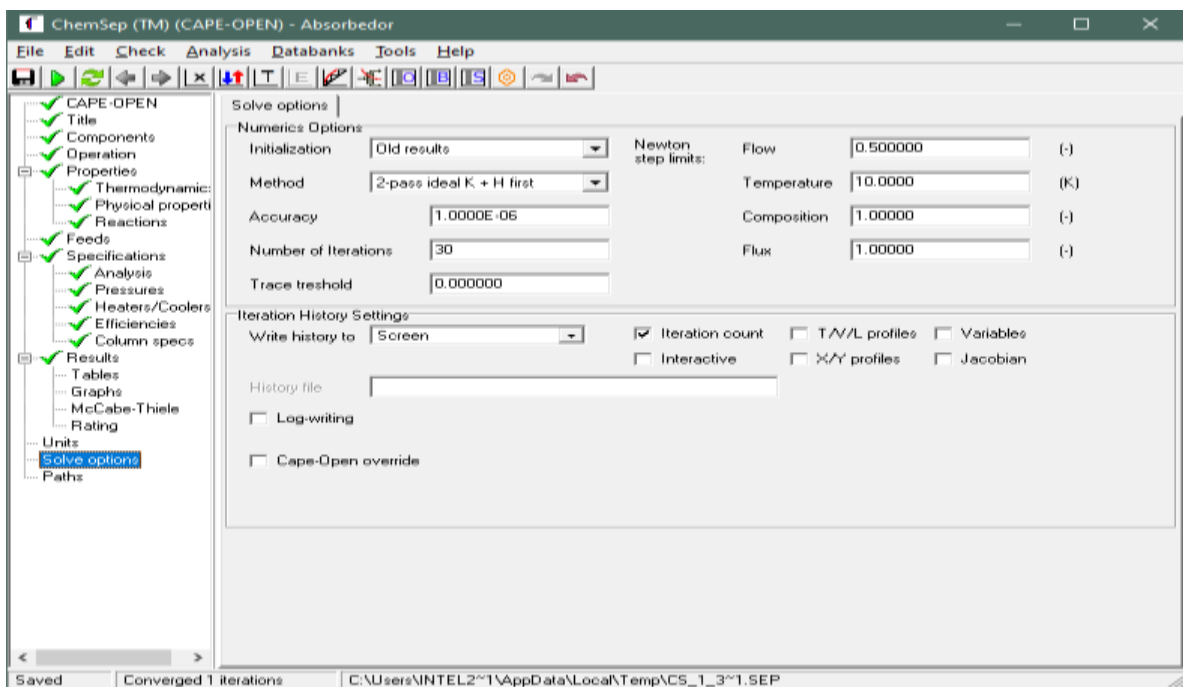 ChemSep (TM) (CAPE-OPEN) - Absorbedor
File Edit Check Analysis Databanks Tools Help
CAPE-OPEN
Title
Components
Operation
Properties
Thermodynamic:
Physical properti
Reactions
Feeds
Specifications
Analysis
Pressures
Heaters/Coolers
Efficiencies
Column specs
Results
Tables
Graphs
McCabe-Thiele
Rating
Units
Solve options
Paths
Solve options
Numerics Options
Initialization Old results Newton step limits: Flow 0.500000 (-)
Method 2-pass ideal K + H first Temperature 10.0000 (K)
Accuracy 1.0000E-06 Composition 1.00000 (-)
Number of Iterations 30 Flux 1.00000 (-)
Trace treshold 0.000000
Iteration History Settings
Write history to Screen Iteration count T/V/L profiles Variables
Interactive X/Y profiles Jacobian
History file
Log-writing
Cape-Open override
Saved Converged 1 iterations C:\Users\INTEL2~1\AppData\Local\Temp\CS_1_3~1.SEP